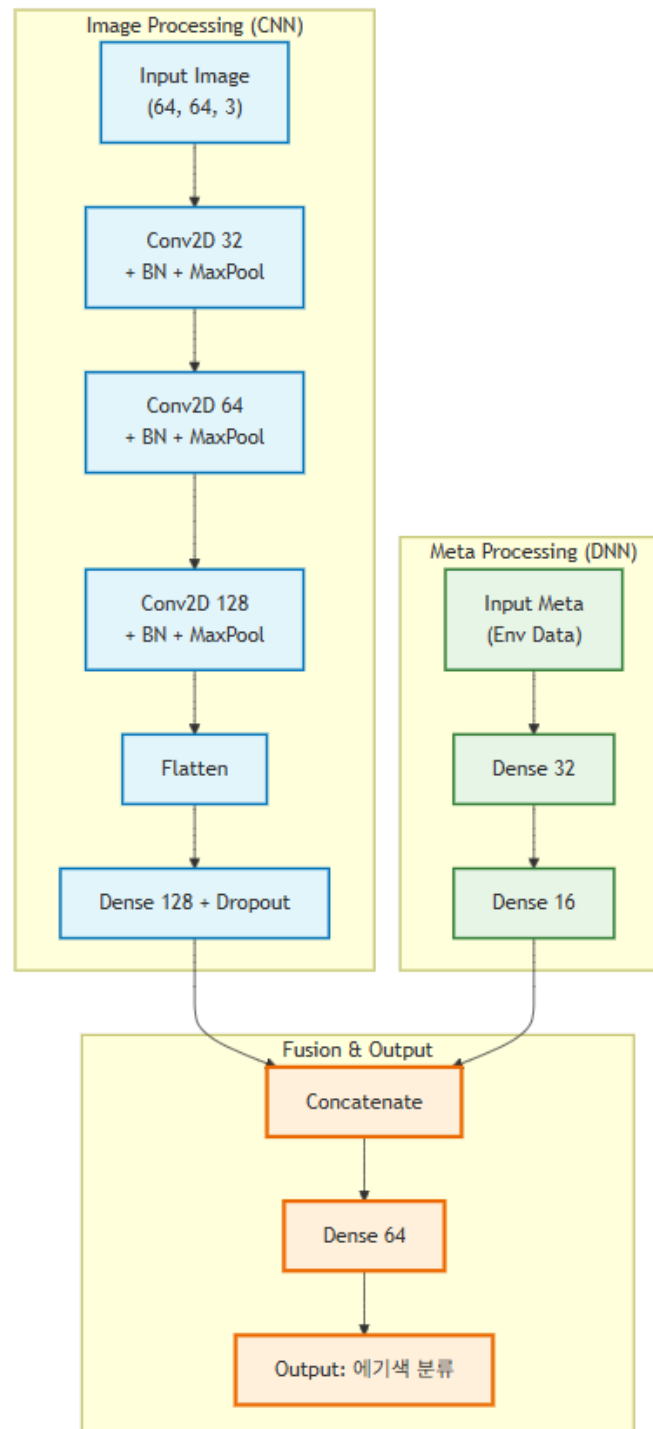 Image Processing (CNN)
Input Image
(64, 64, 3)
Conv2D 32
+ BN + MaxPool
Conv2D 64
+ BN + MaxPool
Conv2D 128
+ BN + MaxPool
Flatten
Dense 128 + Dropout
Meta Processing (DNN)
Input Meta
(Env Data)
Dense 32
Dense 16
Fusion & Output
Concatenate
Dense 64
Output: 에기색 분류